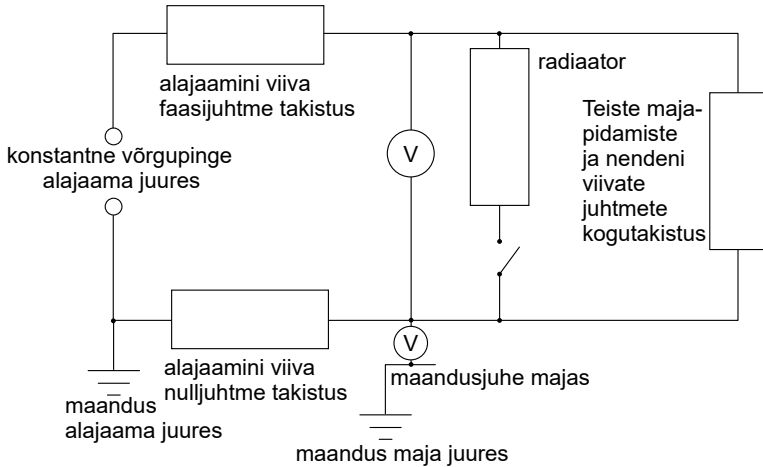 alajaamini viiva
faasijuhtme takistus
radiaator
Teiste maja-
pidamiste
ja nendeni
viivate
juhtmete
kogutakistus
V
konstantne võrgupinge
alajaama juures
V
alajaamini viiva
nulljuhtme takistus
maandusjuhe majas
maandus
alajaama juures
maandus maja juures